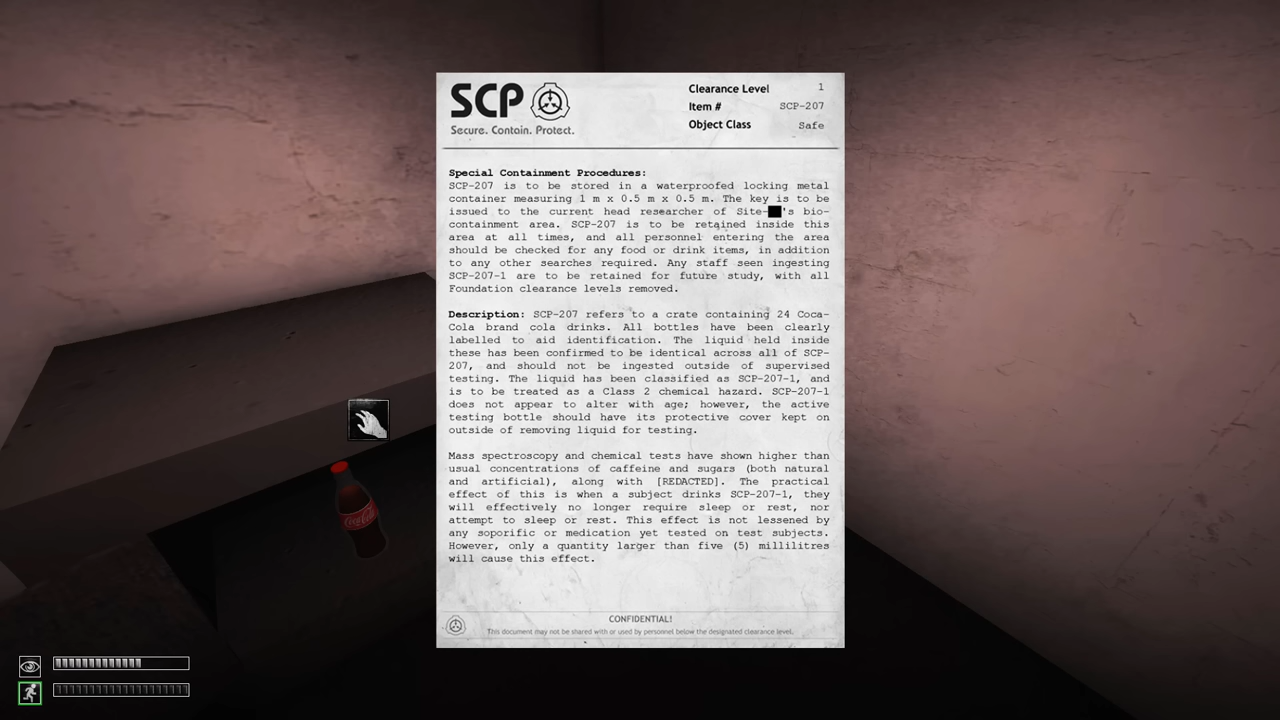 SCP
Secure. Contain. Protect.
Clearance Level 1
Item # SCP-207
Object Class Safe
Special Containment Procedures:
SCP-207 is to be stored in a waterproofed locking metal
container measuring 1 m x 0.5 m x 0.5 m. The key is to be
issued to the current head researcher of Site-██'s bio-
containment area. SCP-207 is to be retained inside this
area at all times, and all personnel entering the area
should be checked for any food or drink items, in addition
to any other searches required. Any staff seen ingesting
SCP-207-1 are to be retained for future study, with all
Foundation clearance levels removed.
Description: SCP-207 refers to a crate containing 24 Coca-
Cola brand cola drinks. All bottles have been clearly
labelled to aid identification. The liquid held inside
these has been confirmed to be identical across all of SCP-
207, and should not be ingested outside of supervised
testing. The liquid has been classified as SCP-207-1, and
is to be treated as a Class 2 chemical hazard. SCP-207-1
does not appear to alter with age; however, the active
testing bottle should have its protective cover kept on
outside of removing liquid for testing.
Mass spectroscopy and chemical tests have shown higher than
usual concentrations of caffeine and sugars (both natural
and artificial), along with [REDACTED]. The practical
effect of this is when a subject drinks SCP-207-1, they
will effectively no longer require sleep or rest, nor
attempt to sleep or rest. This effect is not lessened by
any soporific or medication yet tested on test subjects.
However, only a quantity larger than five (5) millilitres
will cause this effect.
CONFIDENTIAL!
This document may not be shared with or used by personnel below the designated clearance level.
Coca-Cola